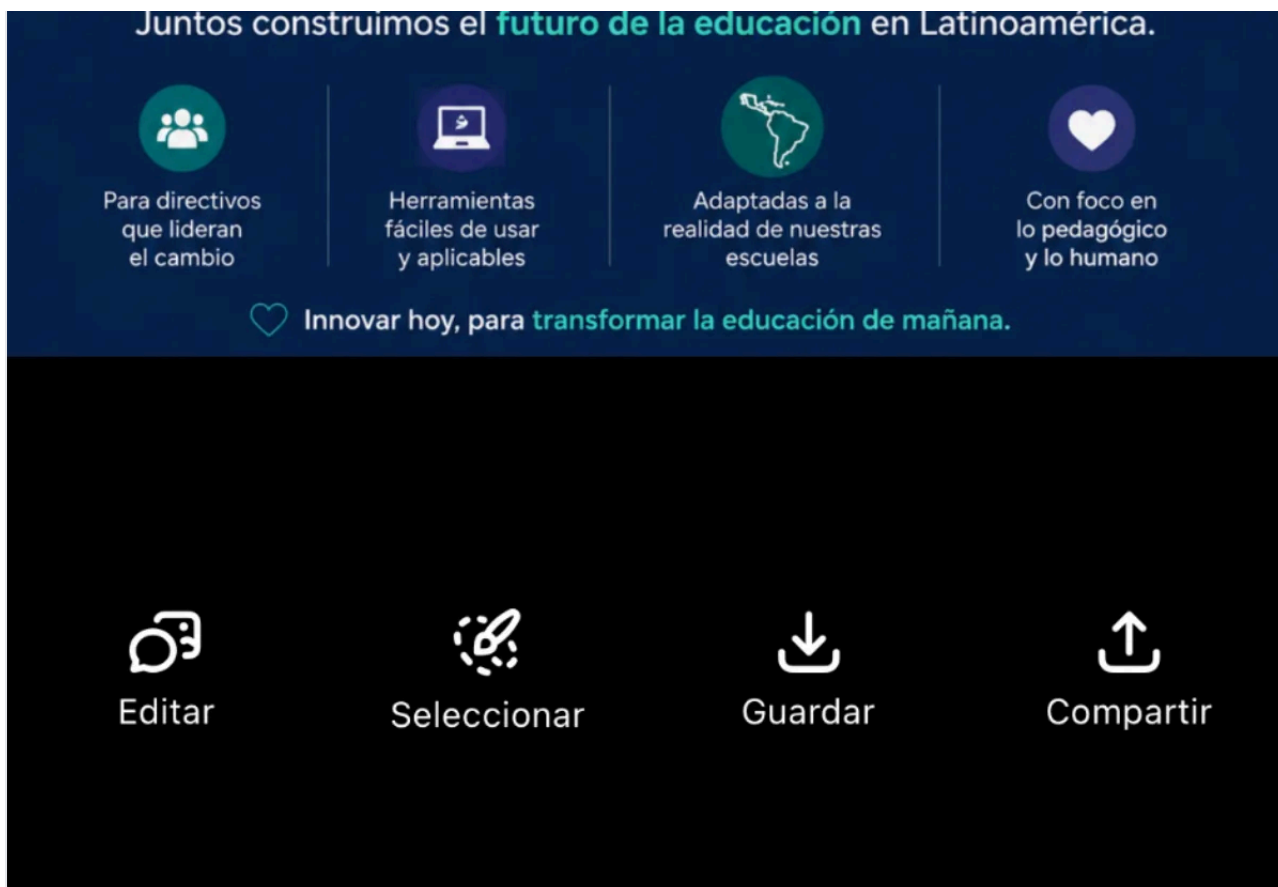 Juntos construimos el futuro de la educación en Latinoamérica.
Para directivos
que lideran
el cambio
Herramientas
fáciles de usar
y aplicables
Adaptadas a la
realidad de nuestras
escuelas
Con foco en
lo pedagógico
y lo humano
Innovar hoy, para transformar la educación de mañana.
Editar
Seleccionar
Guardar
Compartir